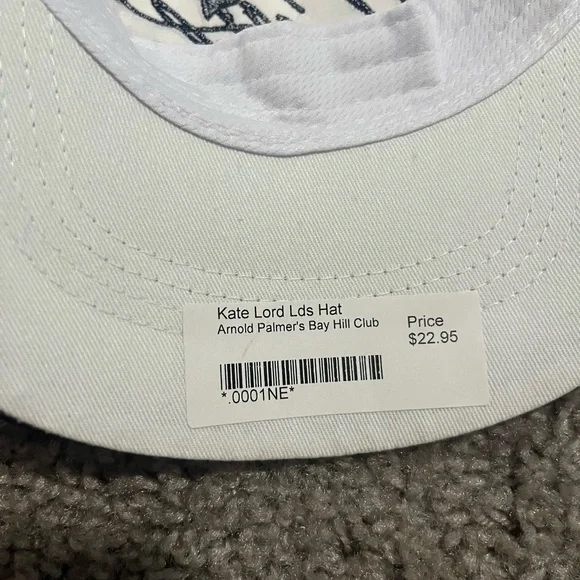 Kate Lord Lds Hat
Arnold Palmer's Bay Hill Club
Price
$22.95
*.0001NE*